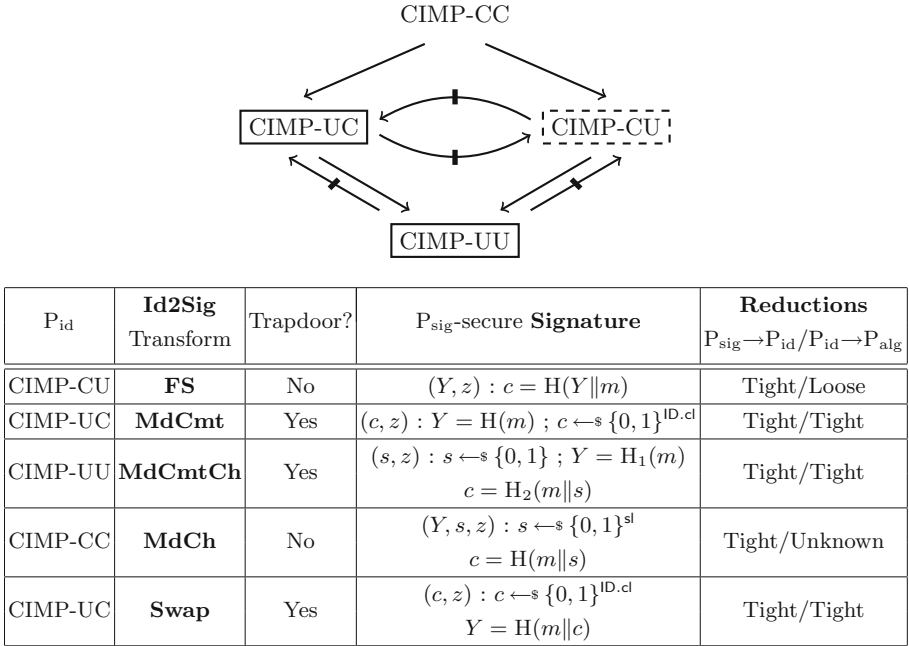 CIMP-CC
CIMP-UC CIMP-CU
CIMP-UU
P_id Id2Sig Transform Trapdoor? P_sig-secure Signature Reductions P_sig→P_id/P_id→P_alg
CIMP-CU FS No (Y, z) : c = H(Y‖m) Tight/Loose
CIMP-UC MdCmt Yes (c, z) : Y = H(m) ; c ←$ {0, 1}^ID.cl Tight/Tight
CIMP-UU MdCmtCh Yes (s, z) : s ←$ {0, 1} ; Y = H₁(m)
c = H₂(m‖s) Tight/Tight
CIMP-CC MdCh No (Y, s, z) : s ←$ {0, 1}^sl
c = H(m‖s) Tight/Unknown
CIMP-UC Swap Yes (c, z) : c ←$ {0, 1}^ID.cl
Y = H(m‖c) Tight/Tight